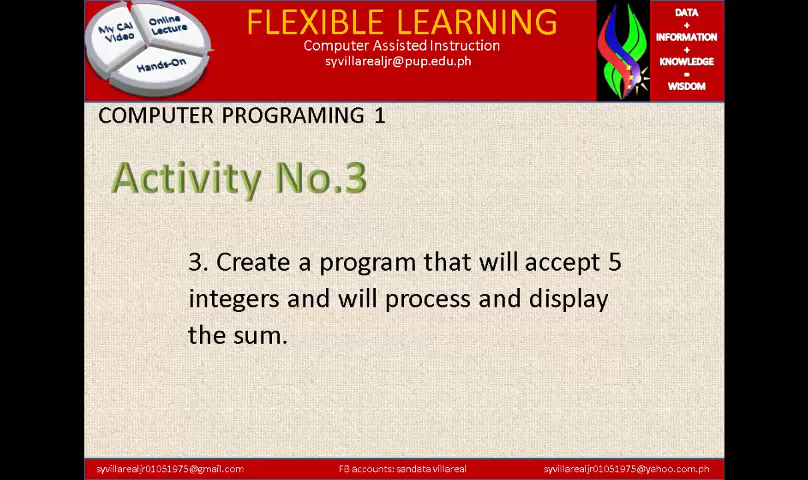 My CAI
Video
Online
Lecture
Hands-On
FLEXIBLE LEARNING
Computer Assisted Instruction
syvillarealjr@pup.edu.ph
DATA
+
INFORMATION
+
KNOWLEDGE
=
WISDOM
COMPUTER PROGRAMING 1
Activity No.3
3. Create a program that will accept 5
integers and will process and display
the sum.
syvillarealjr01051975@gmail.com
FB accounts: sandata villareal
syvillarealjr01051975@yahoo.com.ph